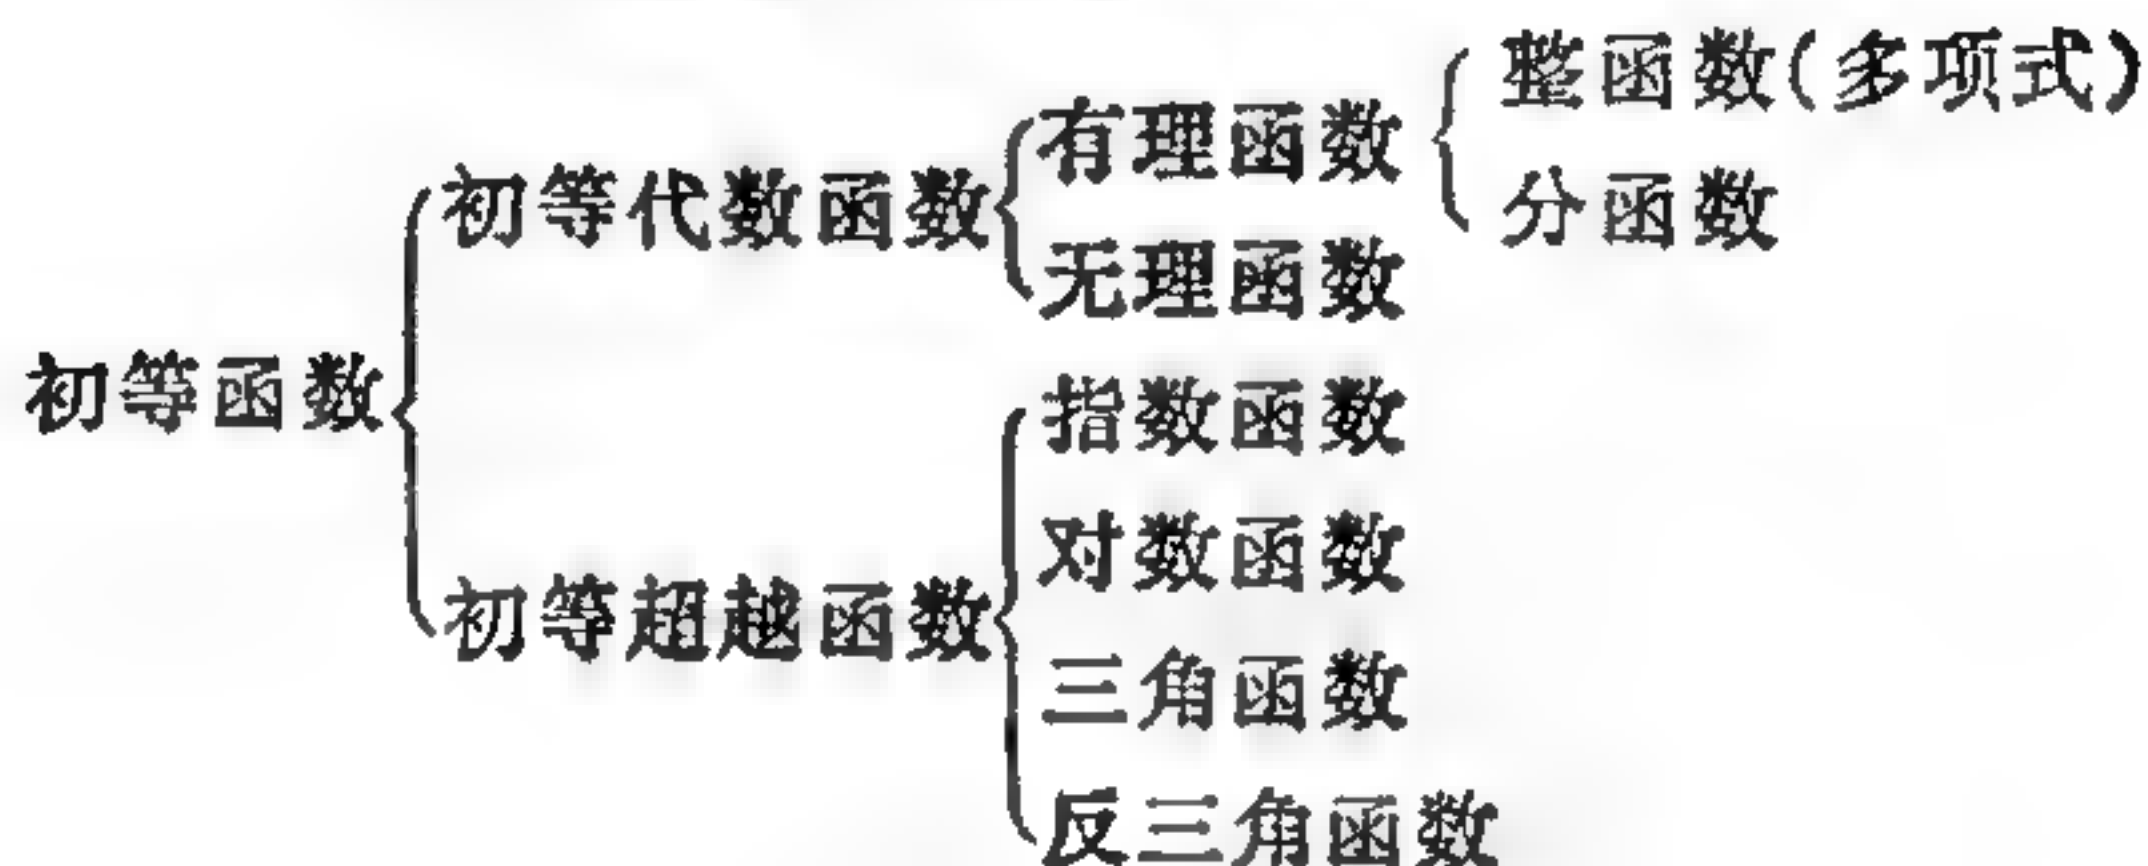 整函数(多项式)
有理函数
分函数
初等代数函数
无理函数
初等函数
指数函数
对数函数
初等超越函数
三角函数
反三角函数